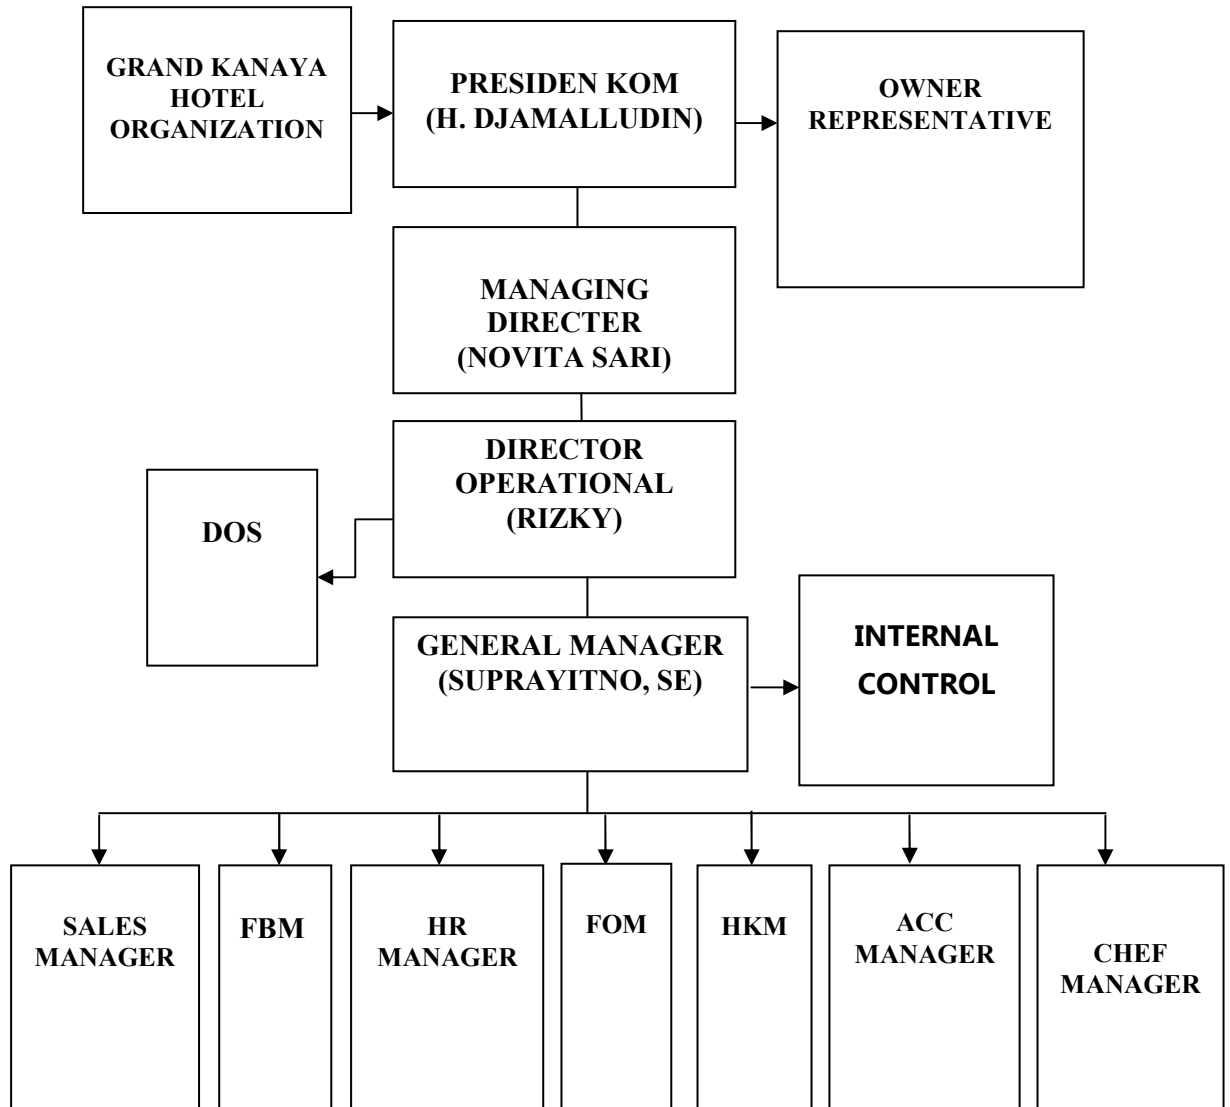 GRAND KANAYA
HOTEL
ORGANIZATION
PRESIDEN KOM
(H. DJAMALLUDIN)
OWNER
REPRESENTATIVE
MANAGING
DIRECTER
(NOVITA SARI)
DIRECTOR
OPERATIONAL
(RIZKY)
DOS
GENERAL MANAGER
(SUPRAYITNO, SE)
INTERNAL
CONTROL
SALES
MANAGER
FBM
HR
MANAGER
FOM
HKM
ACC
MANAGER
CHEF
MANAGER